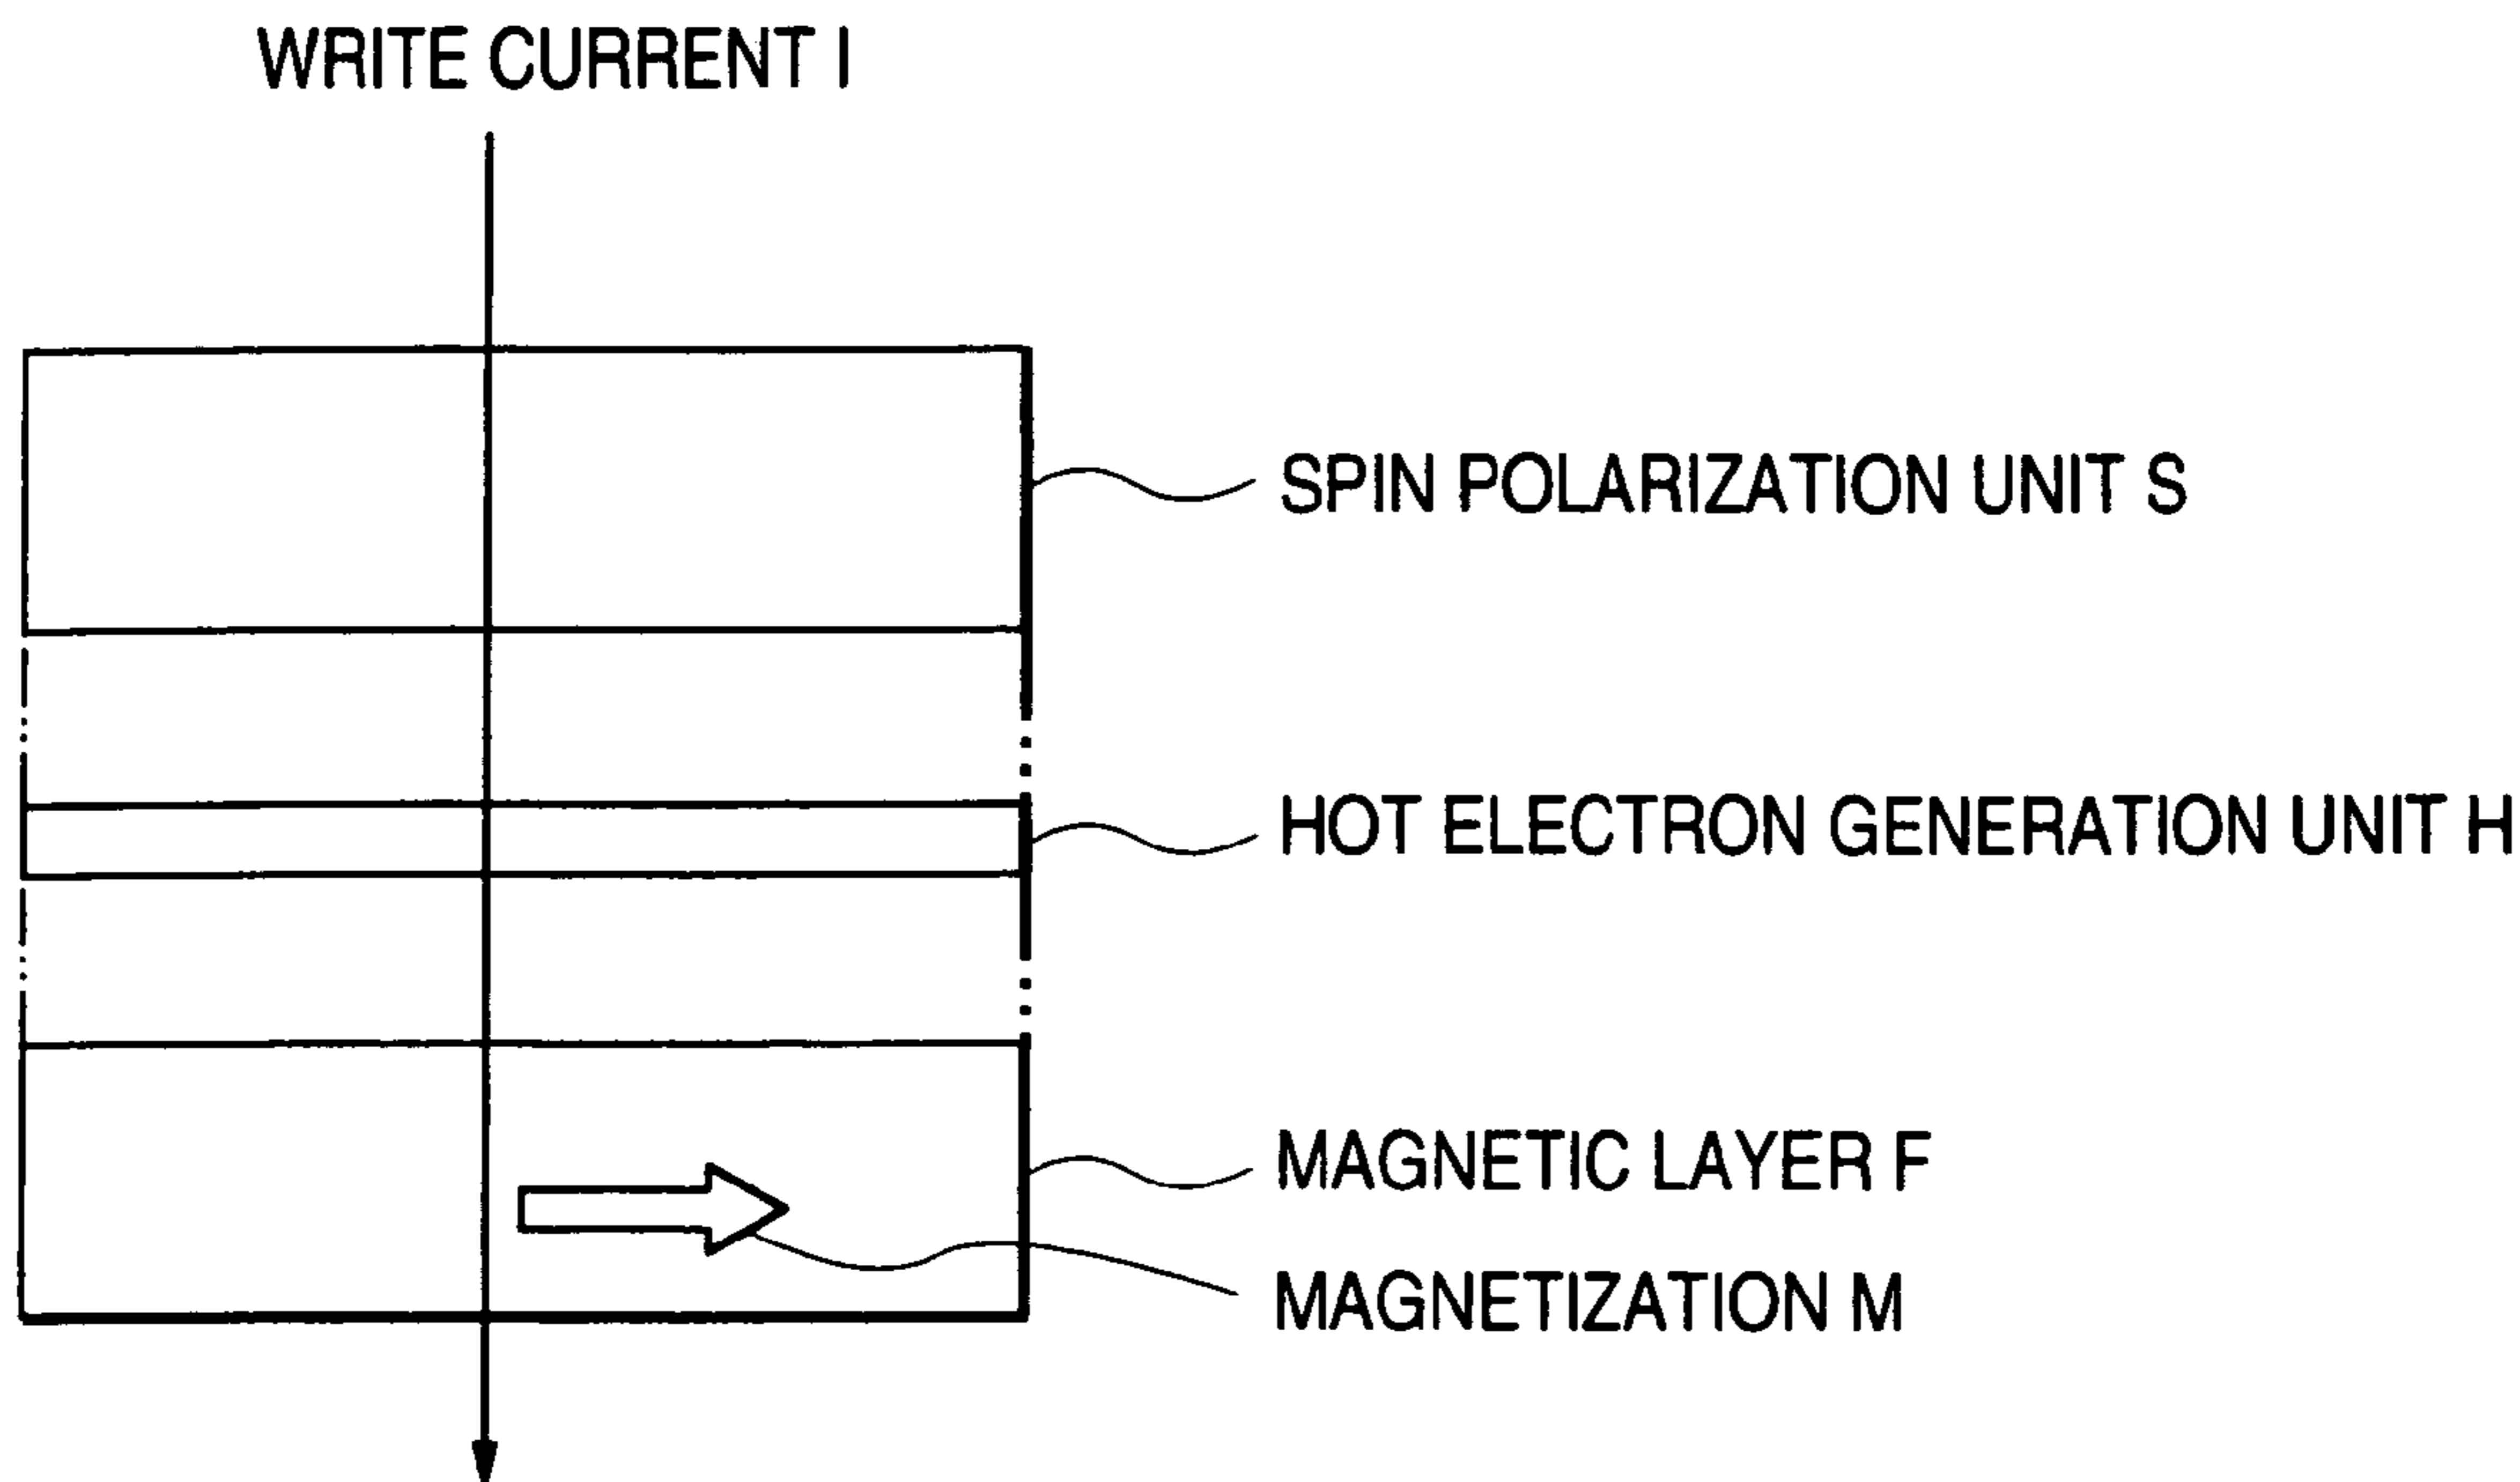 WRITE CURRENT I
SPIN POLARIZATION UNIT S
HOT ELECTRON GENERATION UNIT H
MAGNETIC LAYER F
MAGNETIZATION M